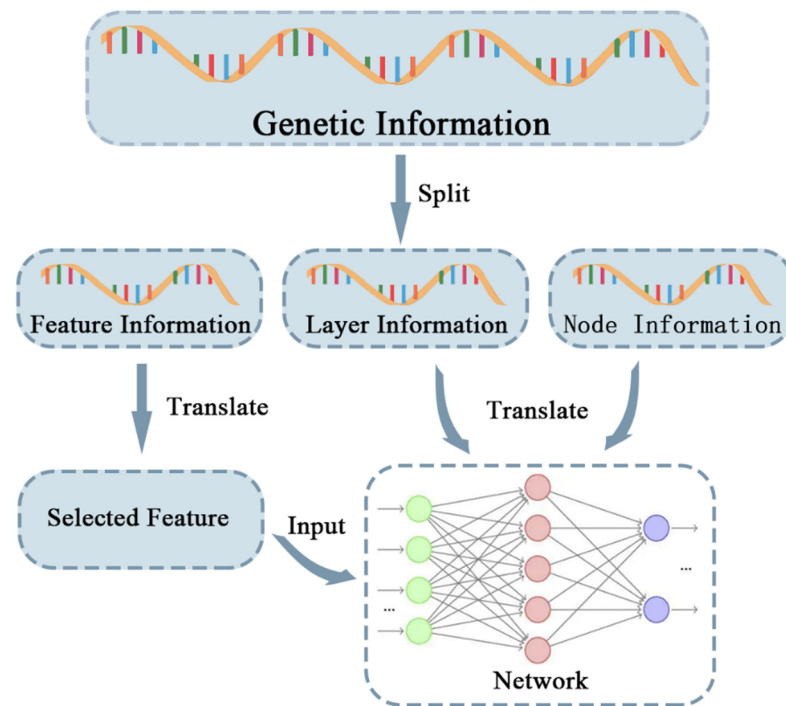 Genetic Information
Split
Feature Information
Layer Information
Node Information
Translate
Translate
Selected Feature
Input
...
...
Network